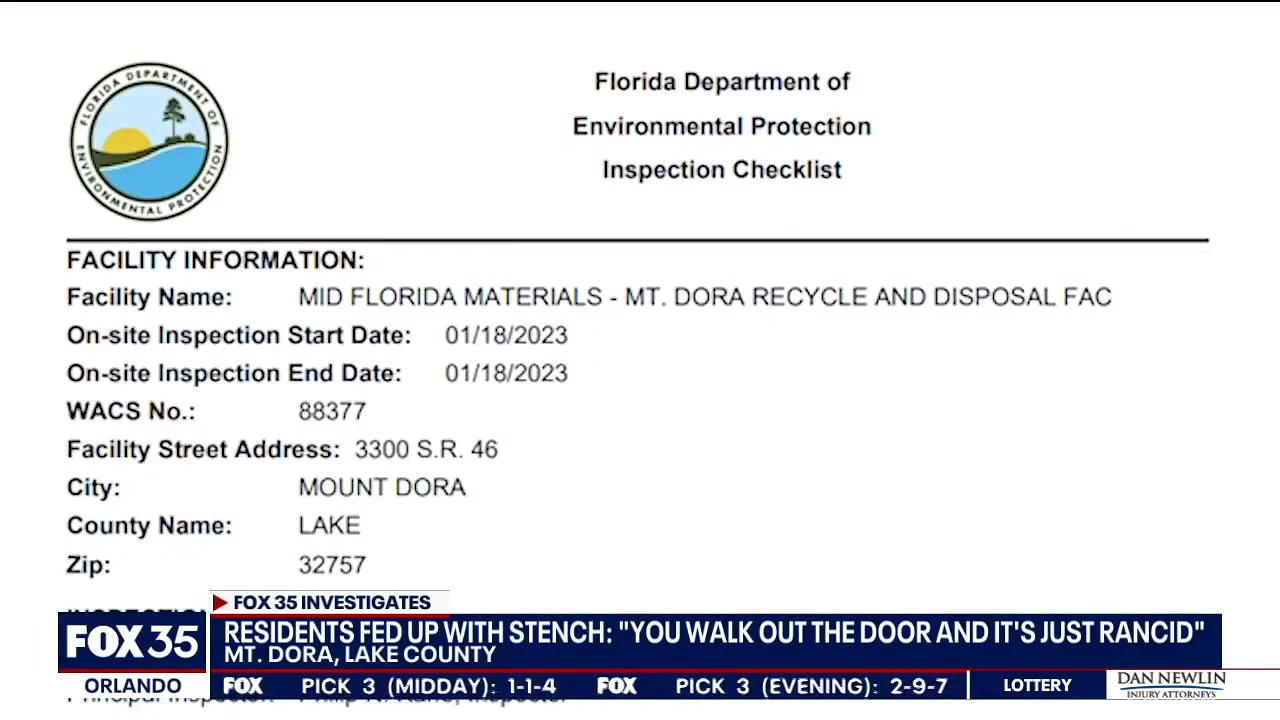 FLORIDA DEPARTMENT OF
ENVIRONMENTAL PROTECTION
Florida Department of
Environmental Protection
Inspection Checklist
FACILITY INFORMATION:
Facility Name: MID FLORIDA MATERIALS - MT. DORA RECYCLE AND DISPOSAL FAC
On-site Inspection Start Date: 01/18/2023
On-site Inspection End Date: 01/18/2023
WACS No.: 88377
Facility Street Address: 3300 S.R. 46
City: MOUNT DORA
County Name: LAKE
Zip: 32757
FOX 35 INVESTIGATES
FOX 35
RESIDENTS FED UP WITH STENCH: "YOU WALK OUT THE DOOR AND IT'S JUST RANCID"
MT. DORA, LAKE COUNTY
ORLANDO
FOX PICK 3 (MIDDAY): 1-1-4 FOX PICK 3 (EVENING): 2-9-7 LOTTERY
DAN NEWLIN
INJURY ATTORNEYS